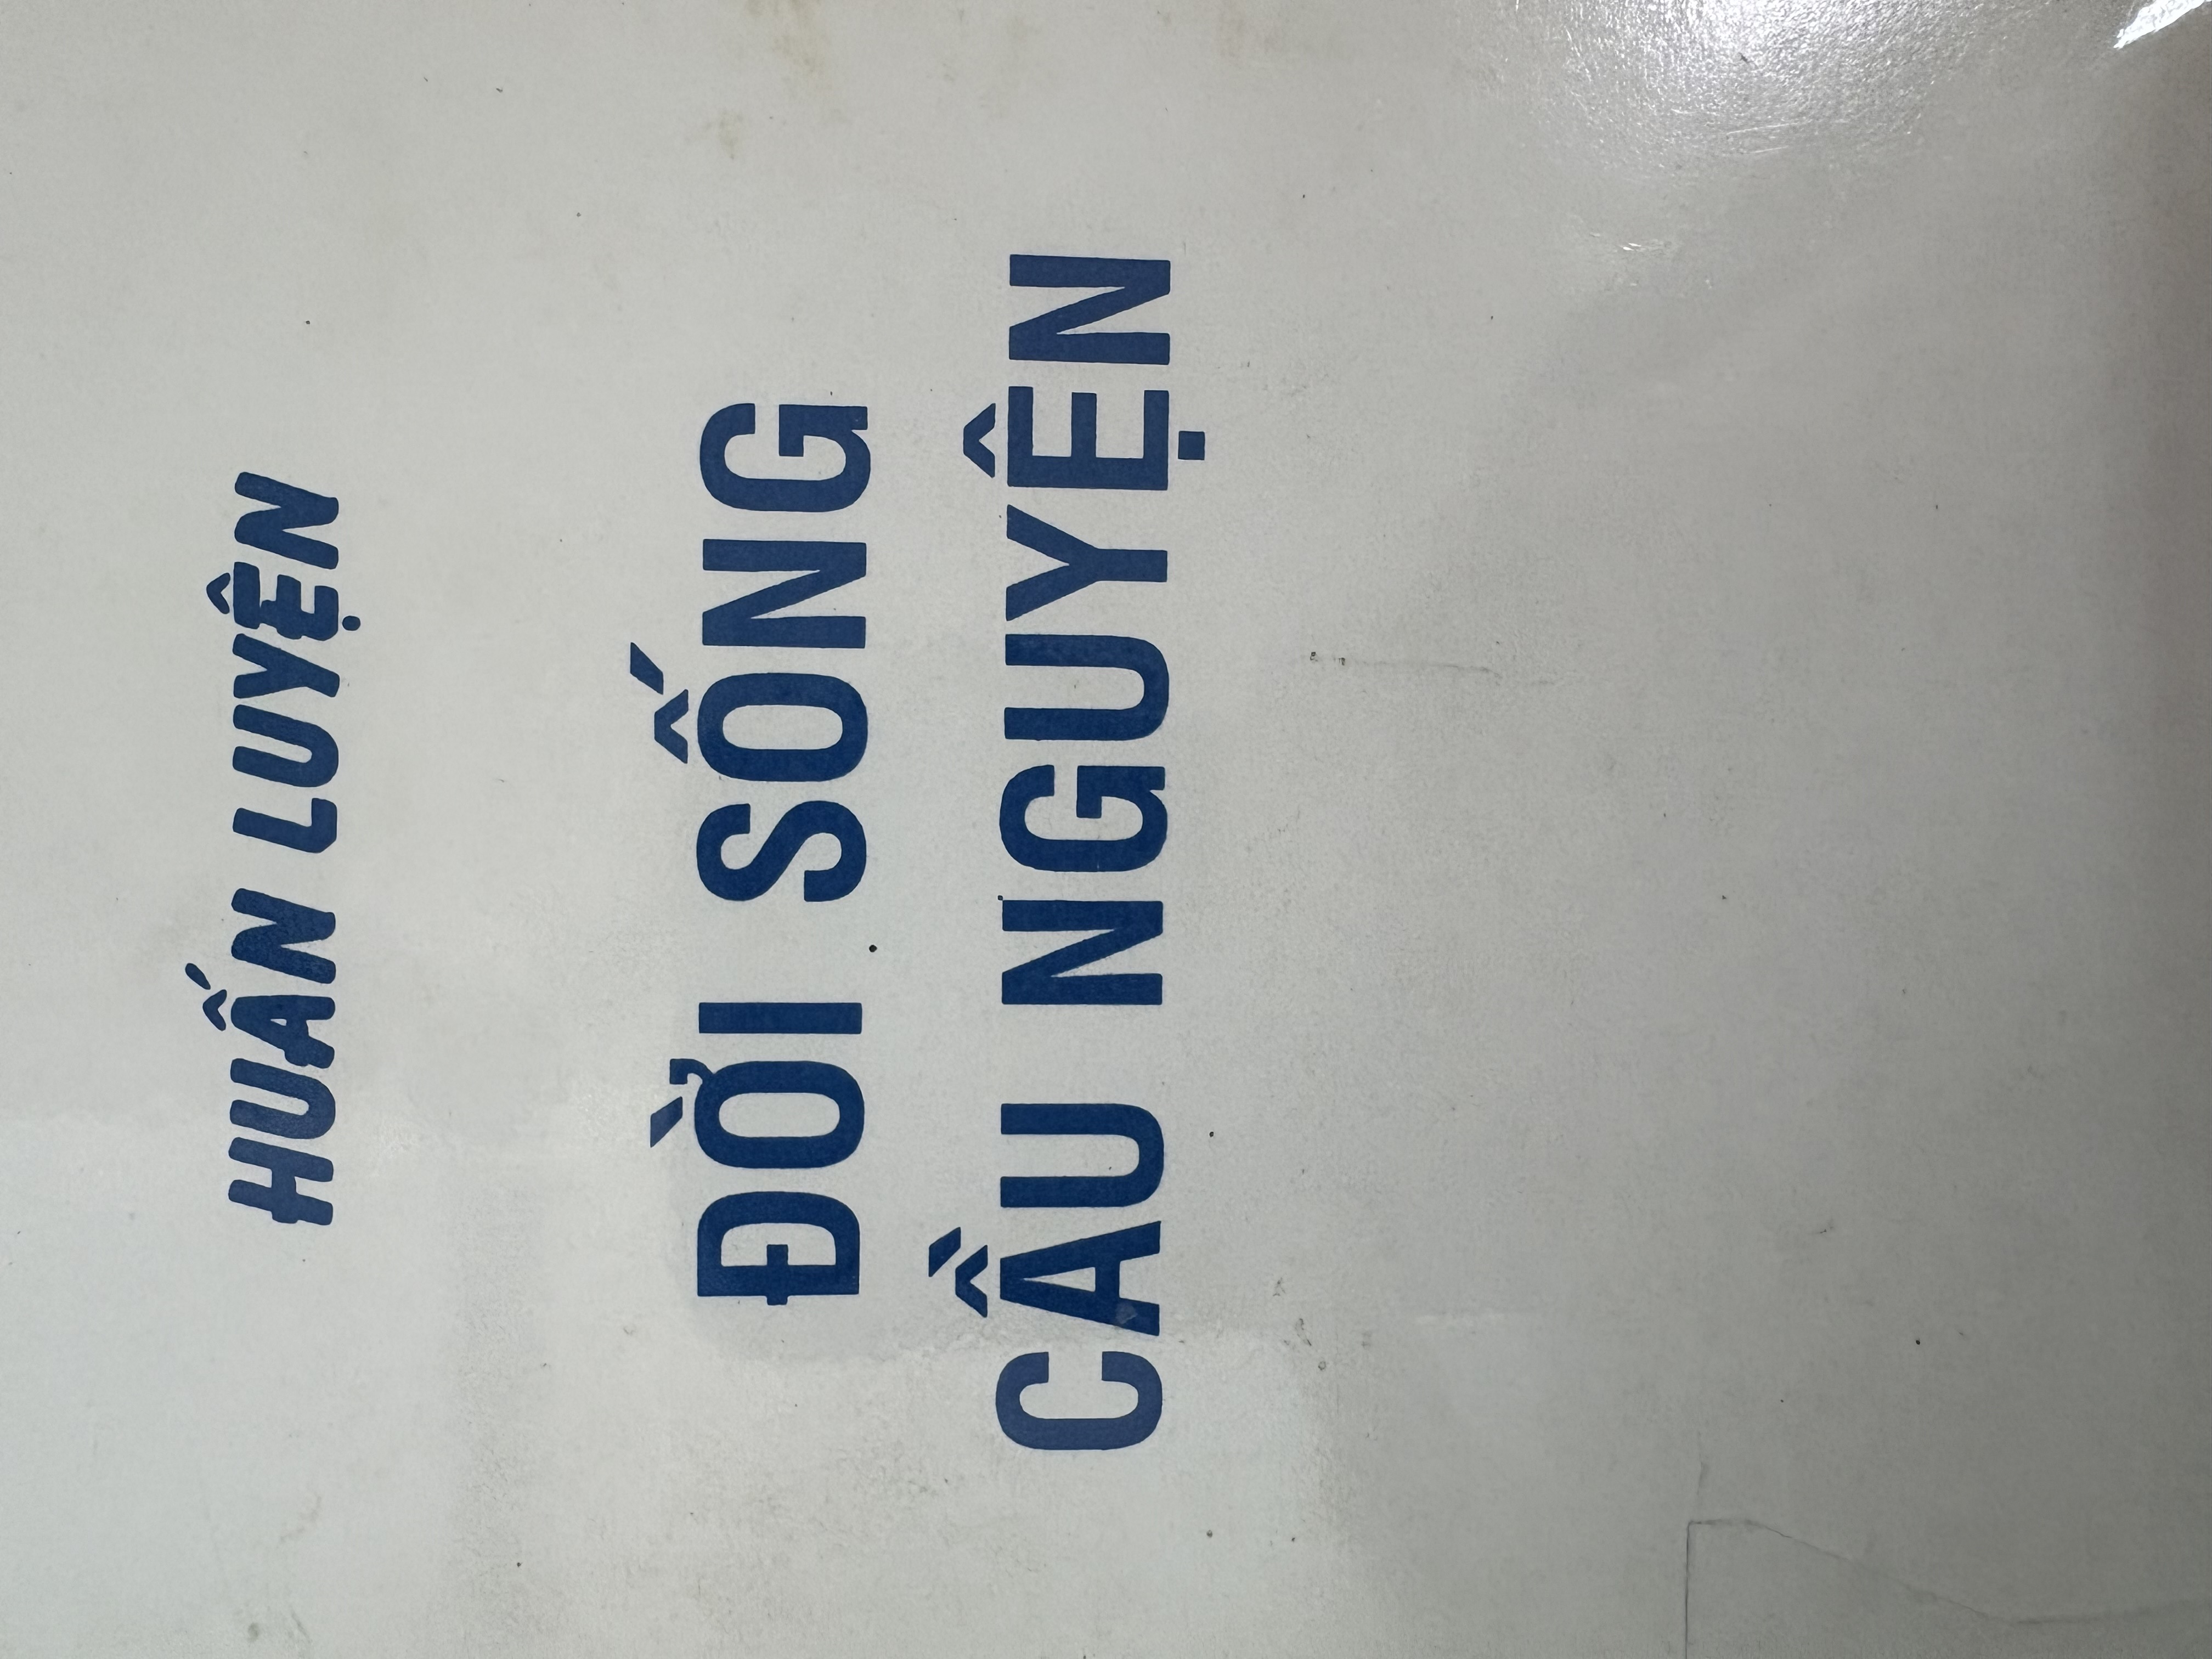 HUẤN LUYỆN
ĐỜI SỐNG
CẦU NGUYỆN